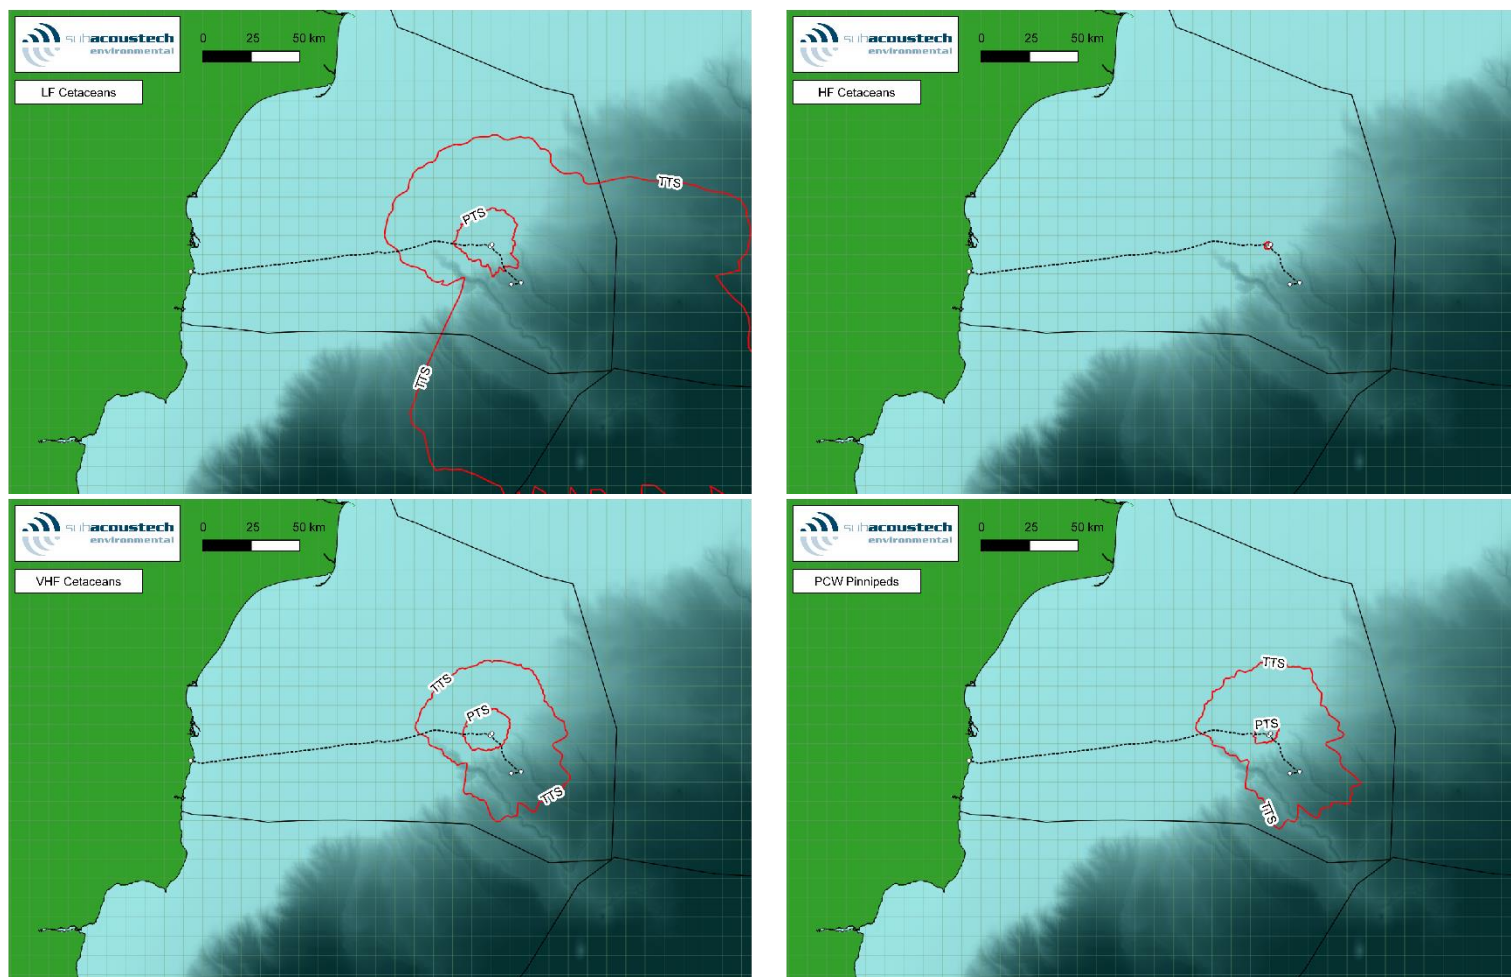 subacoustech
environmental
0 25 50 km
LF Cetaceans
TTS
PTS
TTS
subacoustech
environmental
0 25 50 km
HF Cetaceans
subacoustech
environmental
0 25 50 km
VHF Cetaceans
TTS
PTS
TTS
subacoustech
environmental
0 25 50 km
PCW Pinnipeds
TTS
PTS
TTS